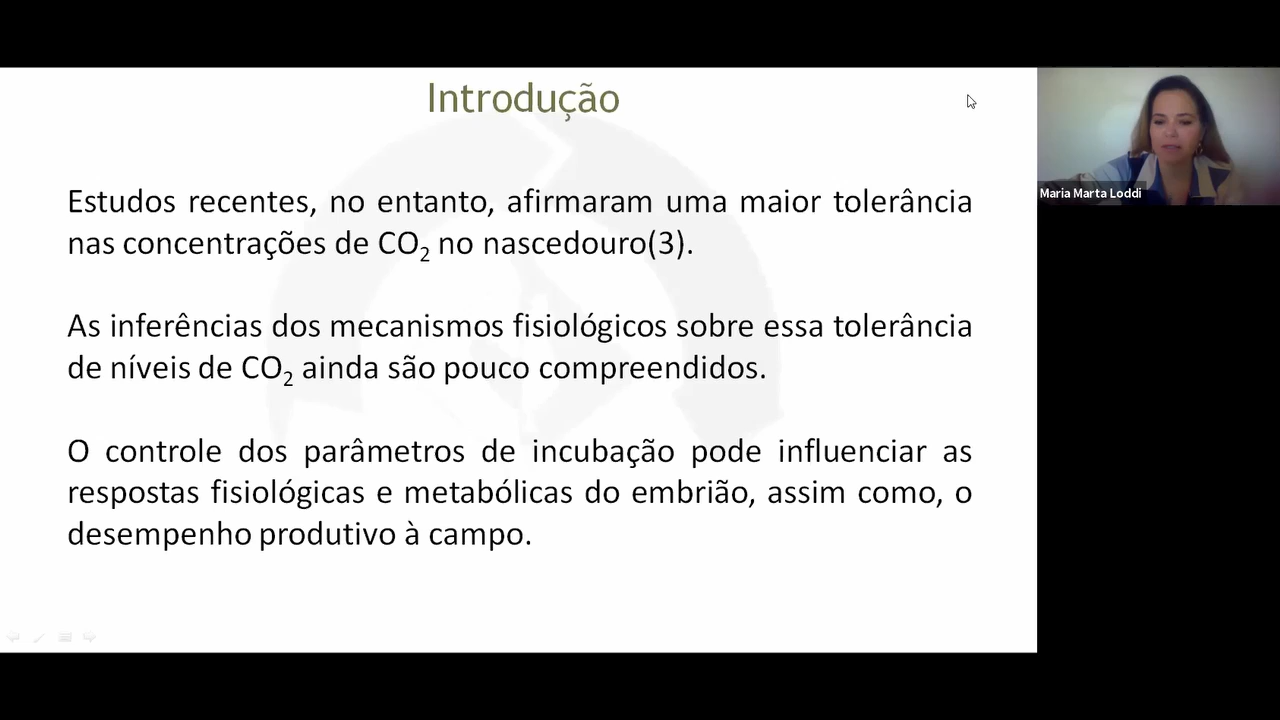 Introdução
Estudos recentes, no entanto, afirmaram uma maior tolerância
nas concentrações de CO₂ no nascedouro(3).
As inferências dos mecanismos fisiológicos sobre essa tolerância
de níveis de CO₂ ainda são pouco compreendidos.
O controle dos parâmetros de incubação pode influenciar as
respostas fisiológicas e metabólicas do embrião, assim como, o
desempenho produtivo à campo.
Maria Marta Loddi